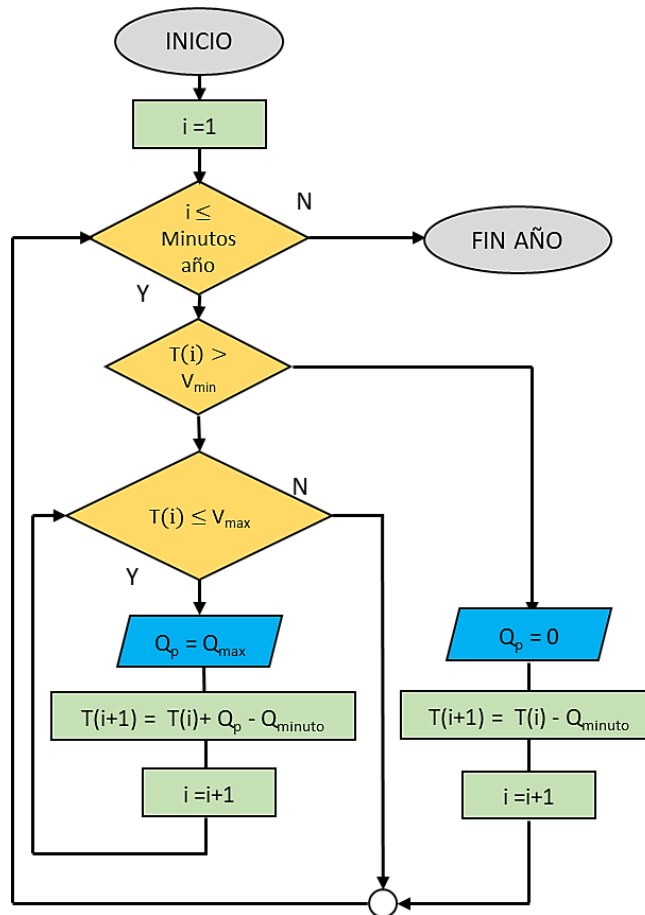 INICIO
i =1
i ≤
Minutos
año
N
FIN AÑO
Y
T(i) >
Vmin
T(i) ≤ Vmax
N
Y
Qp = Qmax
Qp = 0
T(i+1) = T(i)+ Qp - Qminuto
T(i+1) = T(i) - Qminuto
i =i+1
i =i+1